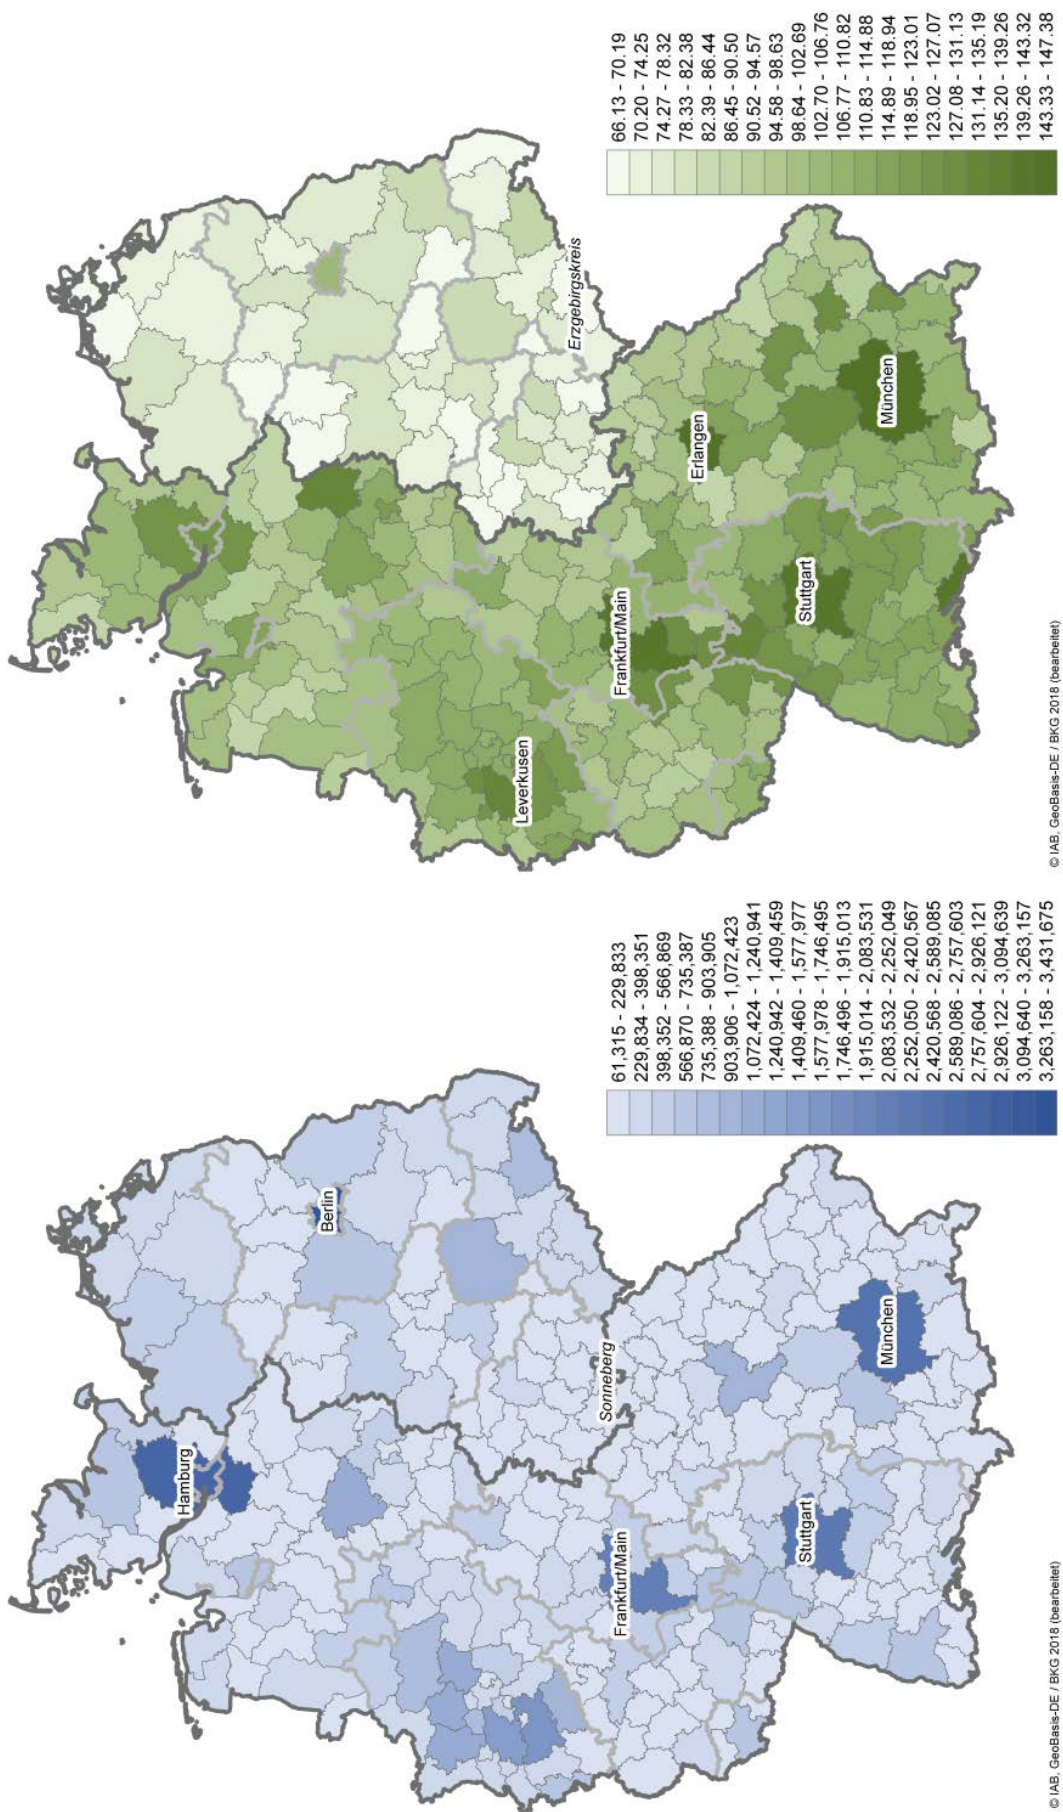 Hamburg
Berlin
Sonneberg
Frankfurt/Main
Stuttgart
München
61,315 - 229,833
229,834 - 398,351
398,352 - 566,869
566,870 - 735,387
735,388 - 903,905
903,906 - 1,072,423
1,072,424 - 1,240,941
1,240,942 - 1,409,459
1,409,460 - 1,577,977
1,577,978 - 1,746,495
1,746,496 - 1,915,013
1,915,014 - 2,083,531
2,083,532 - 2,252,049
2,252,050 - 2,420,567
2,420,568 - 2,589,085
2,589,086 - 2,757,603
2,757,604 - 2,926,121
2,926,122 - 3,094,639
3,094,640 - 3,263,157
3,263,158 - 3,431,675
© IAB, GeoBasis-DE / BKG 2018 (bearbeitet)
Erzgebirgskreis
Leverkusen
Frankfurt/Main
Erlangen
Stuttgart
München
66.13 - 70.19
70.20 - 74.25
74.27 - 78.32
78.33 - 82.38
82.39 - 86.44
86.45 - 90.50
90.52 - 94.57
94.58 - 98.63
98.64 - 102.69
102.70 - 106.76
106.77 - 110.82
110.83 - 114.88
114.89 - 118.94
118.95 - 123.01
123.02 - 127.07
127.08 - 131.13
131.14 - 135.19
135.20 - 139.26
139.26 - 143.32
143.33 - 147.38
© IAB, GeoBasis-DE / BKG 2018 (bearbeitet)